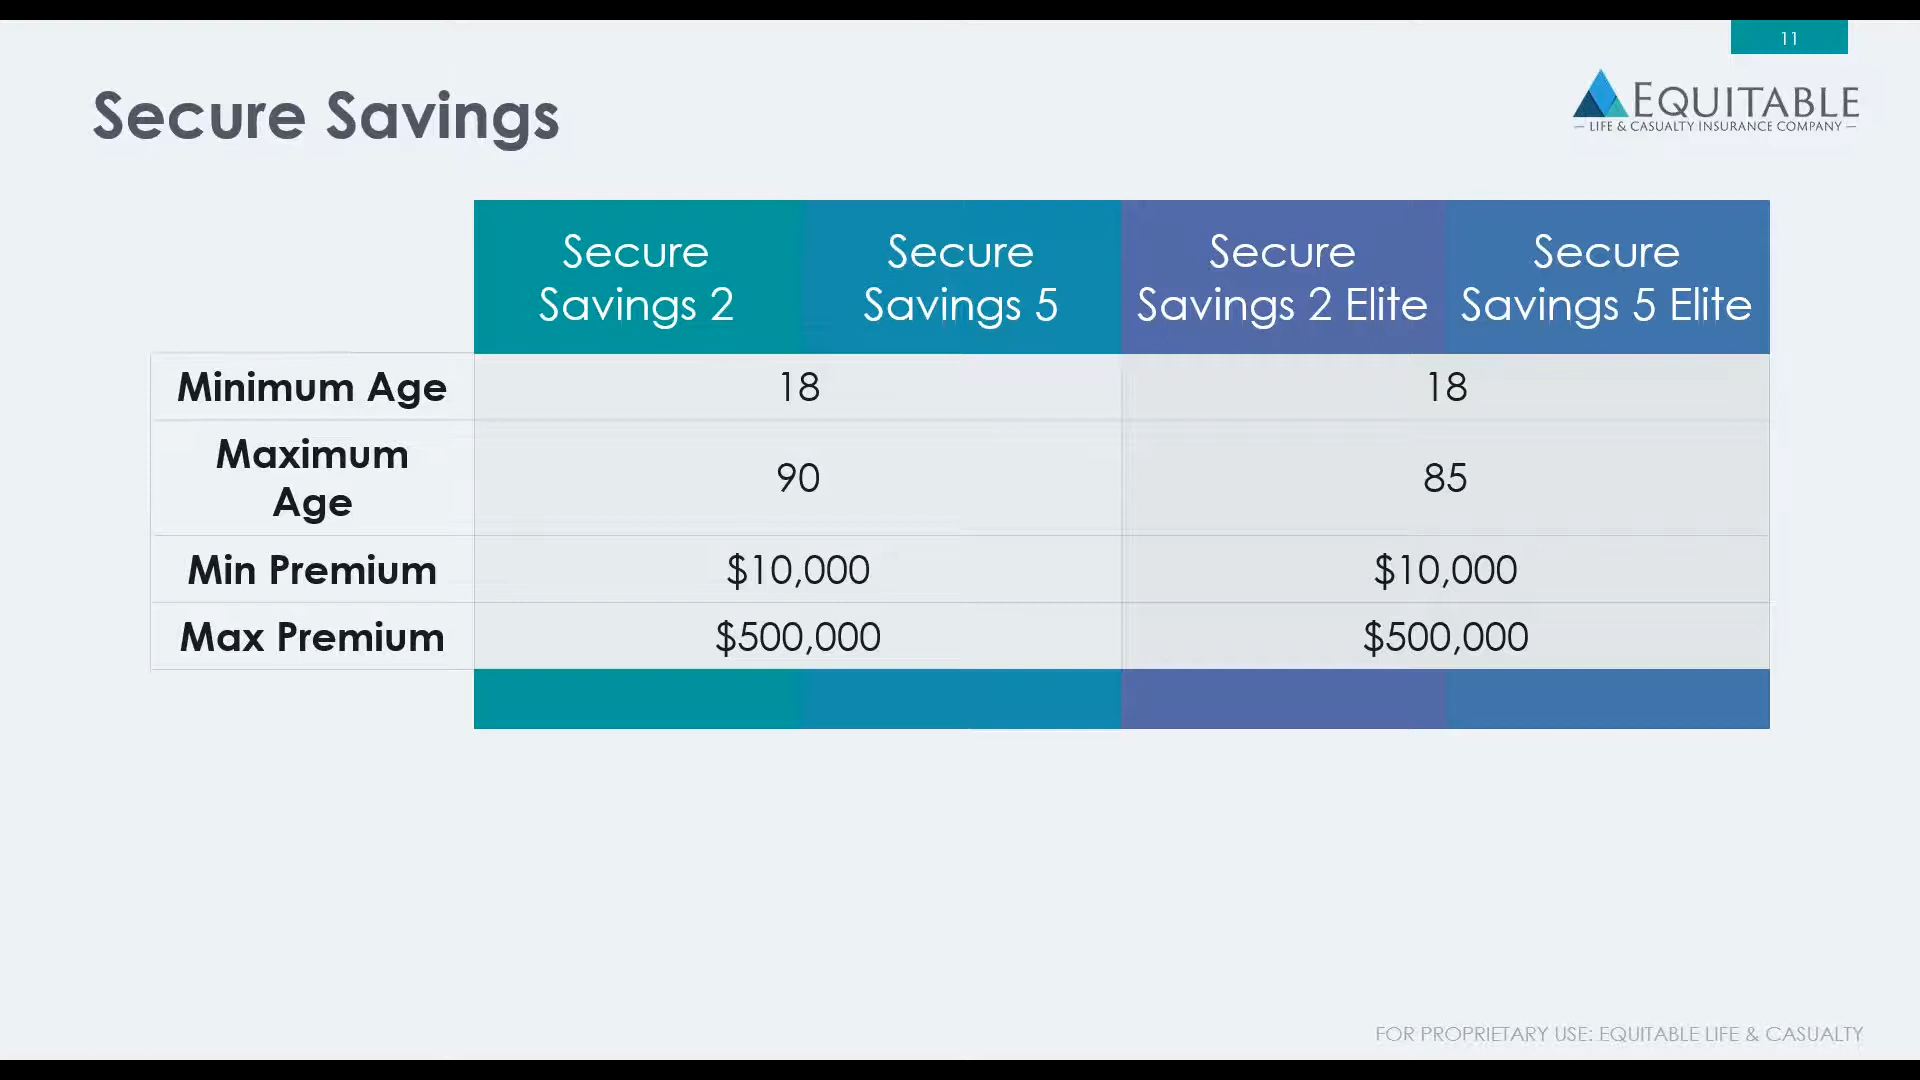 11
EQUITABLE
LIFE & CASUALTY INSURANCE COMPANY
Secure Savings
Secure Savings 2
Secure Savings 5
Secure Savings 2 Elite
Secure Savings 5 Elite
Minimum Age 18 18
Maximum Age 90 85
Min Premium $10,000 $10,000
Max Premium $500,000 $500,000
FOR PROPRIETARY USE: EQUITABLE LIFE & CASUALTY